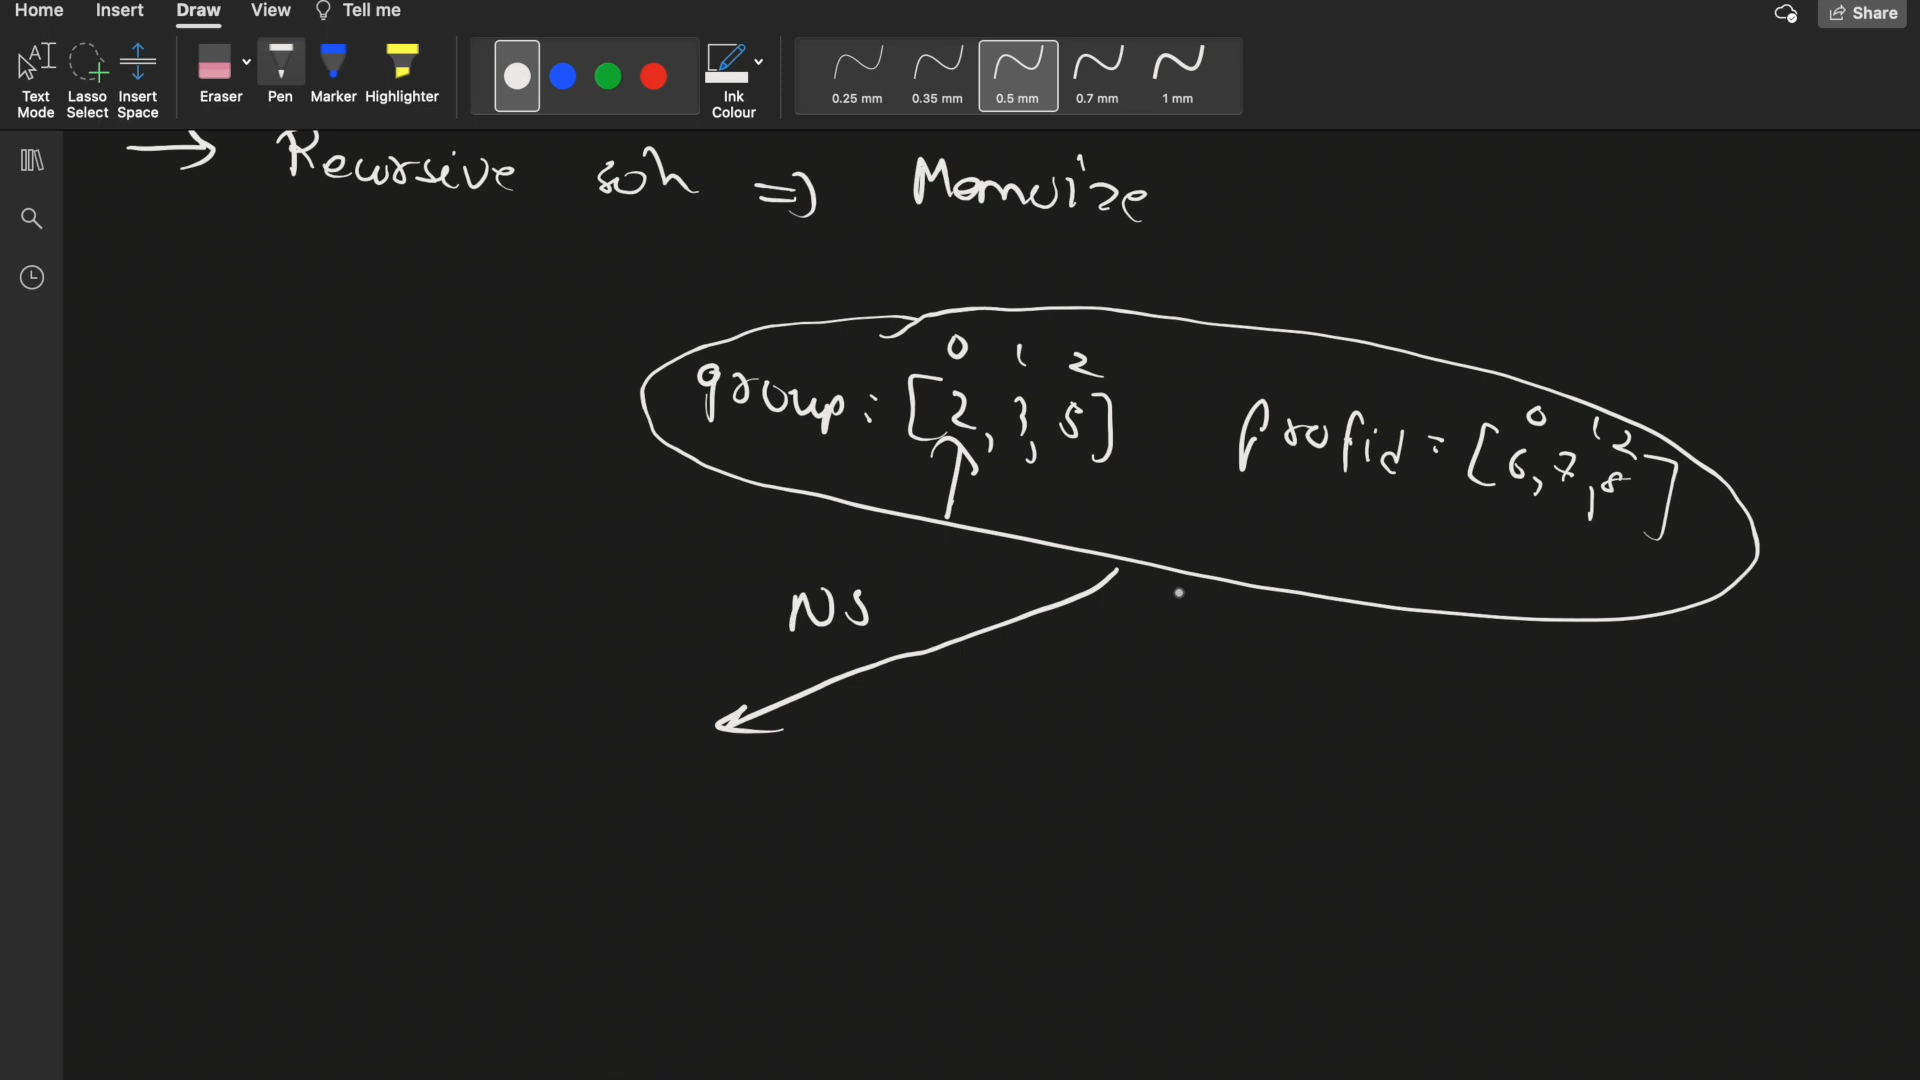 Home Insert Draw View Tell me Share
Text Mode Lasso Select Insert Space Eraser Pen Marker Highlighter Ink Colour 0.25 mm 0.35 mm 0.5 mm 0.7 mm 1 mm
→ Recursive soln => Memoize
0 1 2
group: [2, 3, 5]
0 1 2
profid = [6, 7, 8]
NS